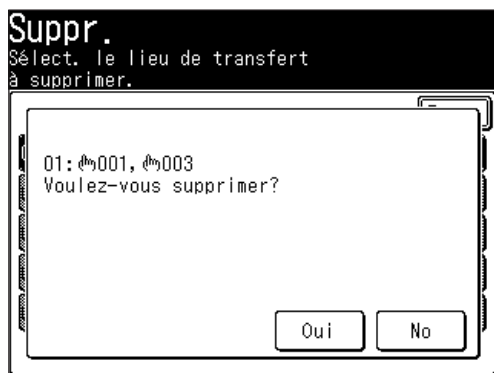 Suppr.
Sélect. le lieu de transfert
à supprimer.
01:001,003
Voulez-vous supprimer?
Oui
No